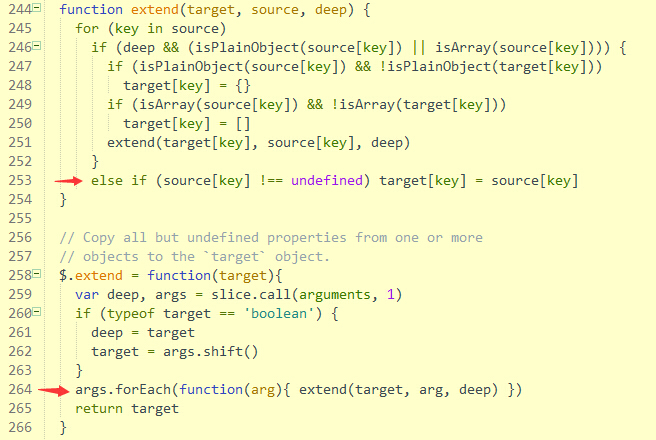 244 function extend(target, source, deep) {
245 for (key in source)
246 if (deep && (isPlainObject(source[key]) || isArray(source[key]))) {
247 if (isPlainObject(source[key]) && !isPlainObject(target[key]))
248 target[key] = {}
249 if (isArray(source[key]) && !isArray(target[key]))
250 target[key] = []
251 extend(target[key], source[key], deep)
252 }
253 else if (source[key] !== undefined) target[key] = source[key]
254 }
255
256 // Copy all but undefined properties from one or more
257 // objects to the `target` object.
258 $.extend = function(target){
259 var deep, args = slice.call(arguments, 1)
260 if (typeof target == 'boolean') {
261 deep = target
262 target = args.shift()
263 }
264 args.forEach(function(arg){ extend(target, arg, deep) })
265 return target
266 }